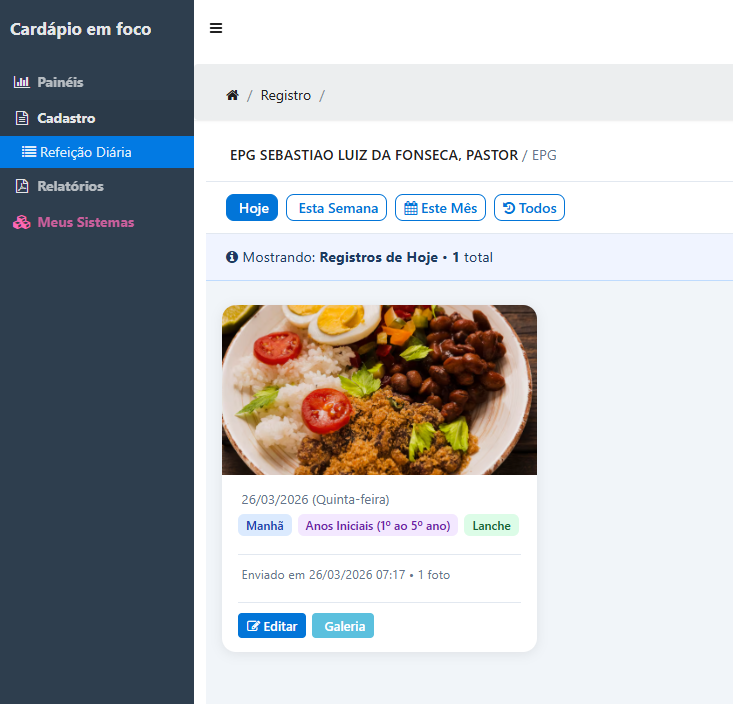 Cardápio em foco
Painéis
Cadastro
Refeição Diária
Relatórios
Meus Sistemas
/ Registro /
EPG SEBASTIAO LUIZ DA FONSECA, PASTOR / EPG
Hoje Esta Semana Este Mês Todos
Mostrando: Registros de Hoje • 1 total
26/03/2026 (Quinta-feira)
Manhã Anos Iniciais (1º ao 5º ano) Lanche
Enviado em 26/03/2026 07:17 • 1 foto
Editar Galeria